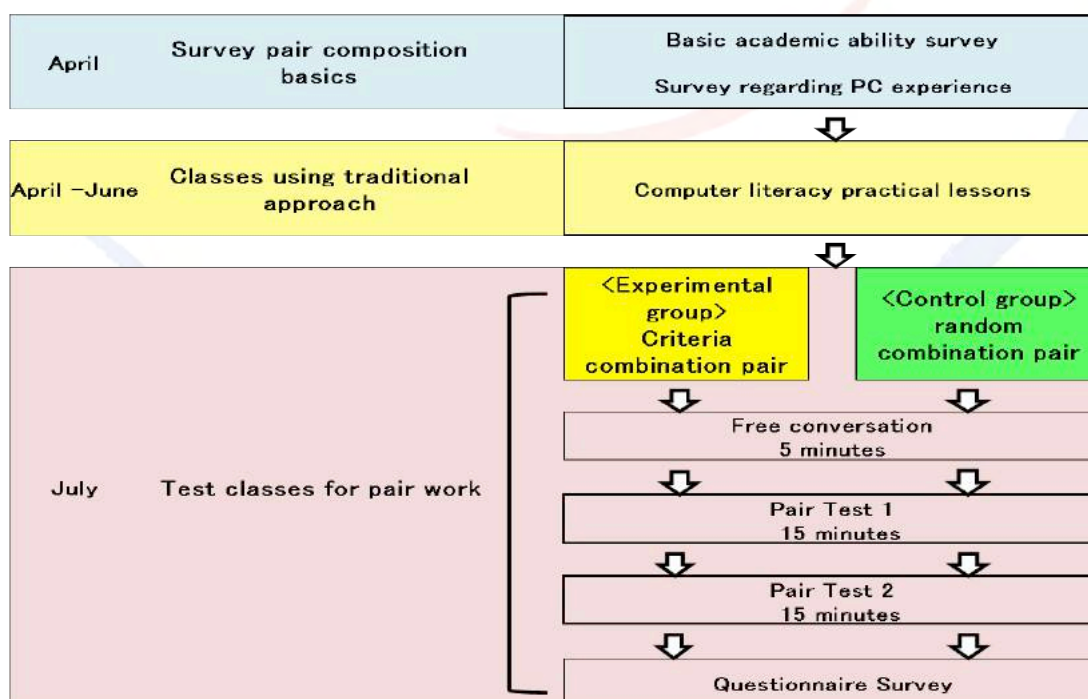 April
Survey pair composition
basics
Basic academic ability survey
Survey regarding PC experience
April -June
Classes using traditional
approach
Computer literacy practical lessons
July
Test classes for pair work
<Experimental
group>
Criteria
combination pair
<Control group>
random
combination pair
Free conversation
5 minutes
Pair Test 1
15 minutes
Pair Test 2
15 minutes
Questionnaire Survey